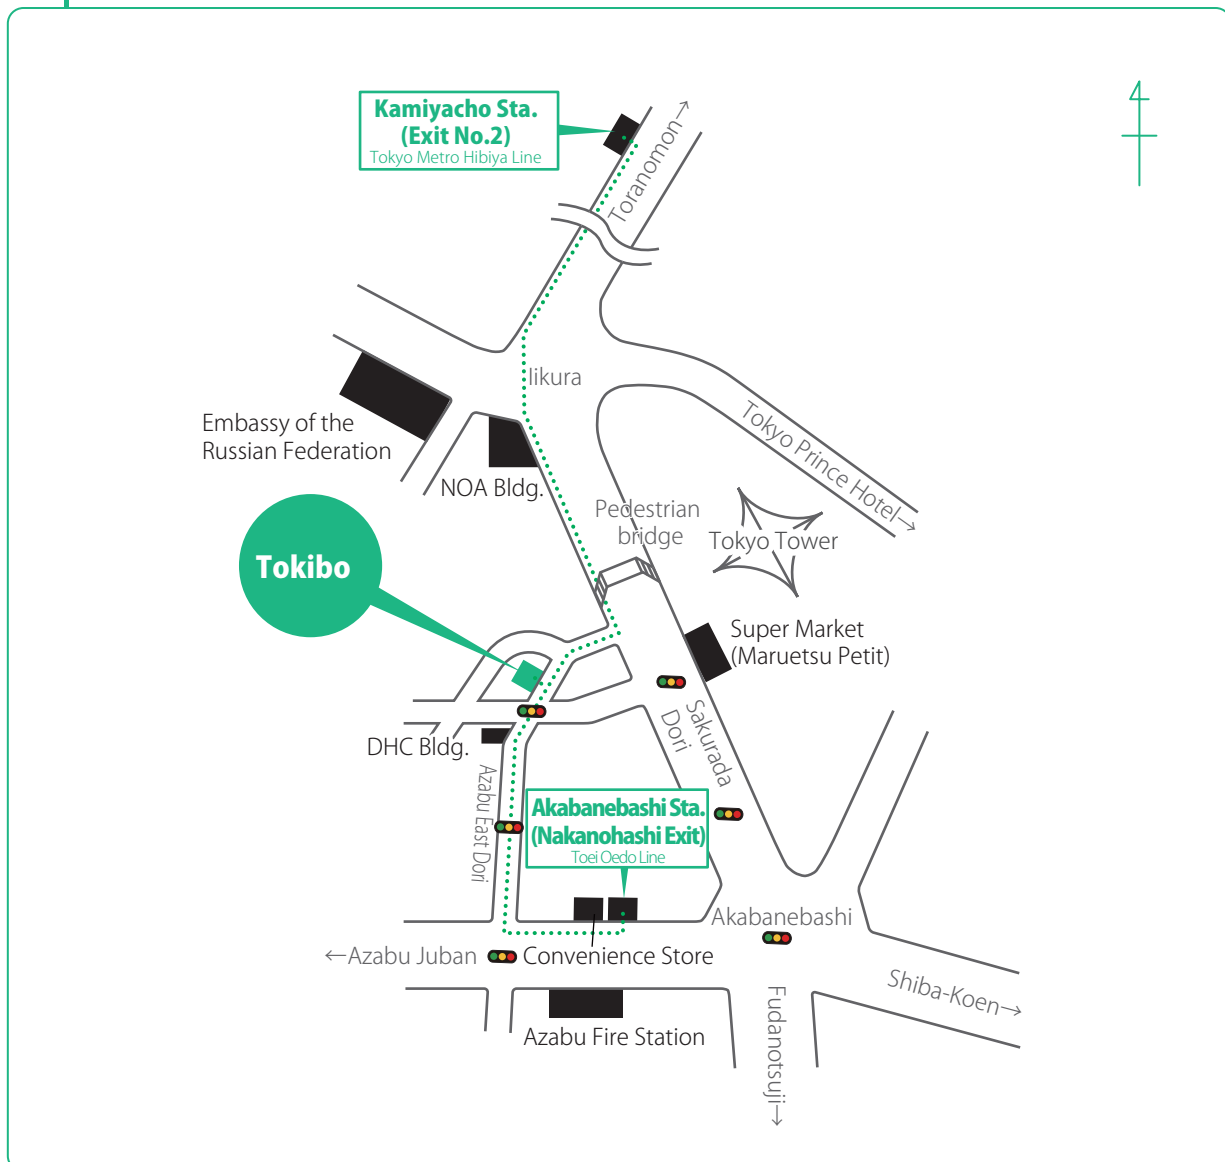 Kamiyacho Sta.
(Exit No.2)
Tokyo Metro Hibiya Line
Toranomon→
Iikura
Embassy of the
Russian Federation
NOA Bldg.
Tokyo Prince Hotel→
Pedestrian
bridge
Tokyo Tower
Tokibo
Super Market
(Maruetsu Petit)
Sakurada
Dori
DHC Bldg.
Azabu East Dori
Akabanebashi Sta.
(Nakanohashi Exit)
Toei Oedo Line
Akabanebashi
←Azabu Juban
Convenience Store
Shiba-Koen→
Azabu Fire Station
Fudanotsuji→